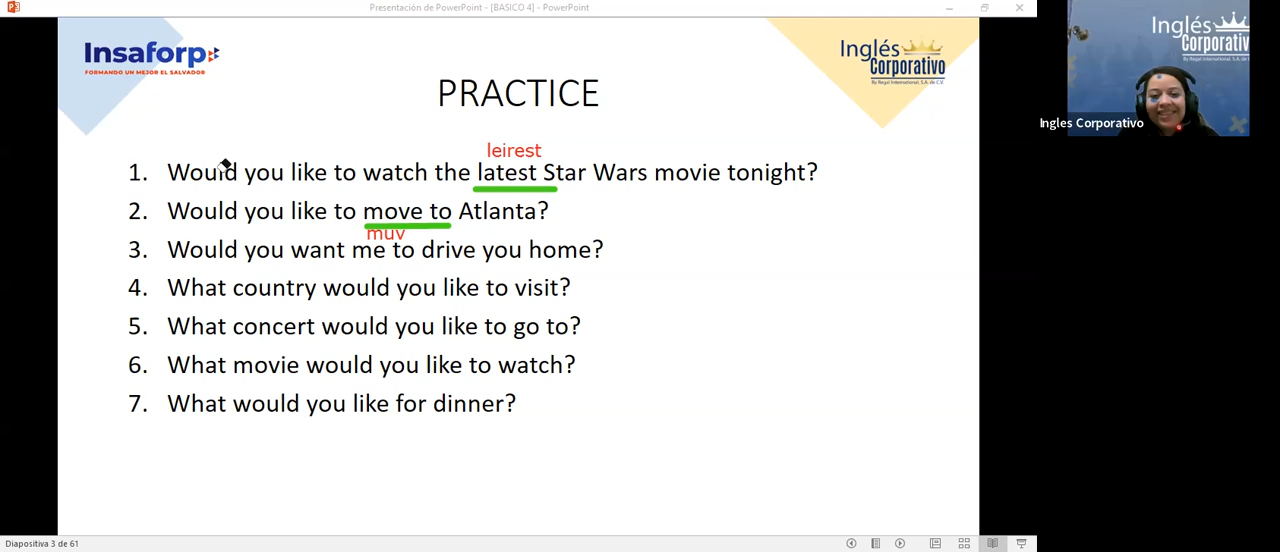 Presentación de PowerPoint - [BASICO 4] - PowerPoint
Insaforp
FORMANDO UN MEJOR EL SALVADOR
Inglés
Corporativo
By Regal International, S.A. de C.V.
PRACTICE
leirest
1. Would you like to watch the latest Star Wars movie tonight?
2. Would you like to move to Atlanta?
muv
3. Would you want me to drive you home?
4. What country would you like to visit?
5. What concert would you like to go to?
6. What movie would you like to watch?
7. What would you like for dinner?
Diapositiva 3 de 61
Inglés
Corporativo
By Regal International, S.A. de C.V.
Ingles Corporativo